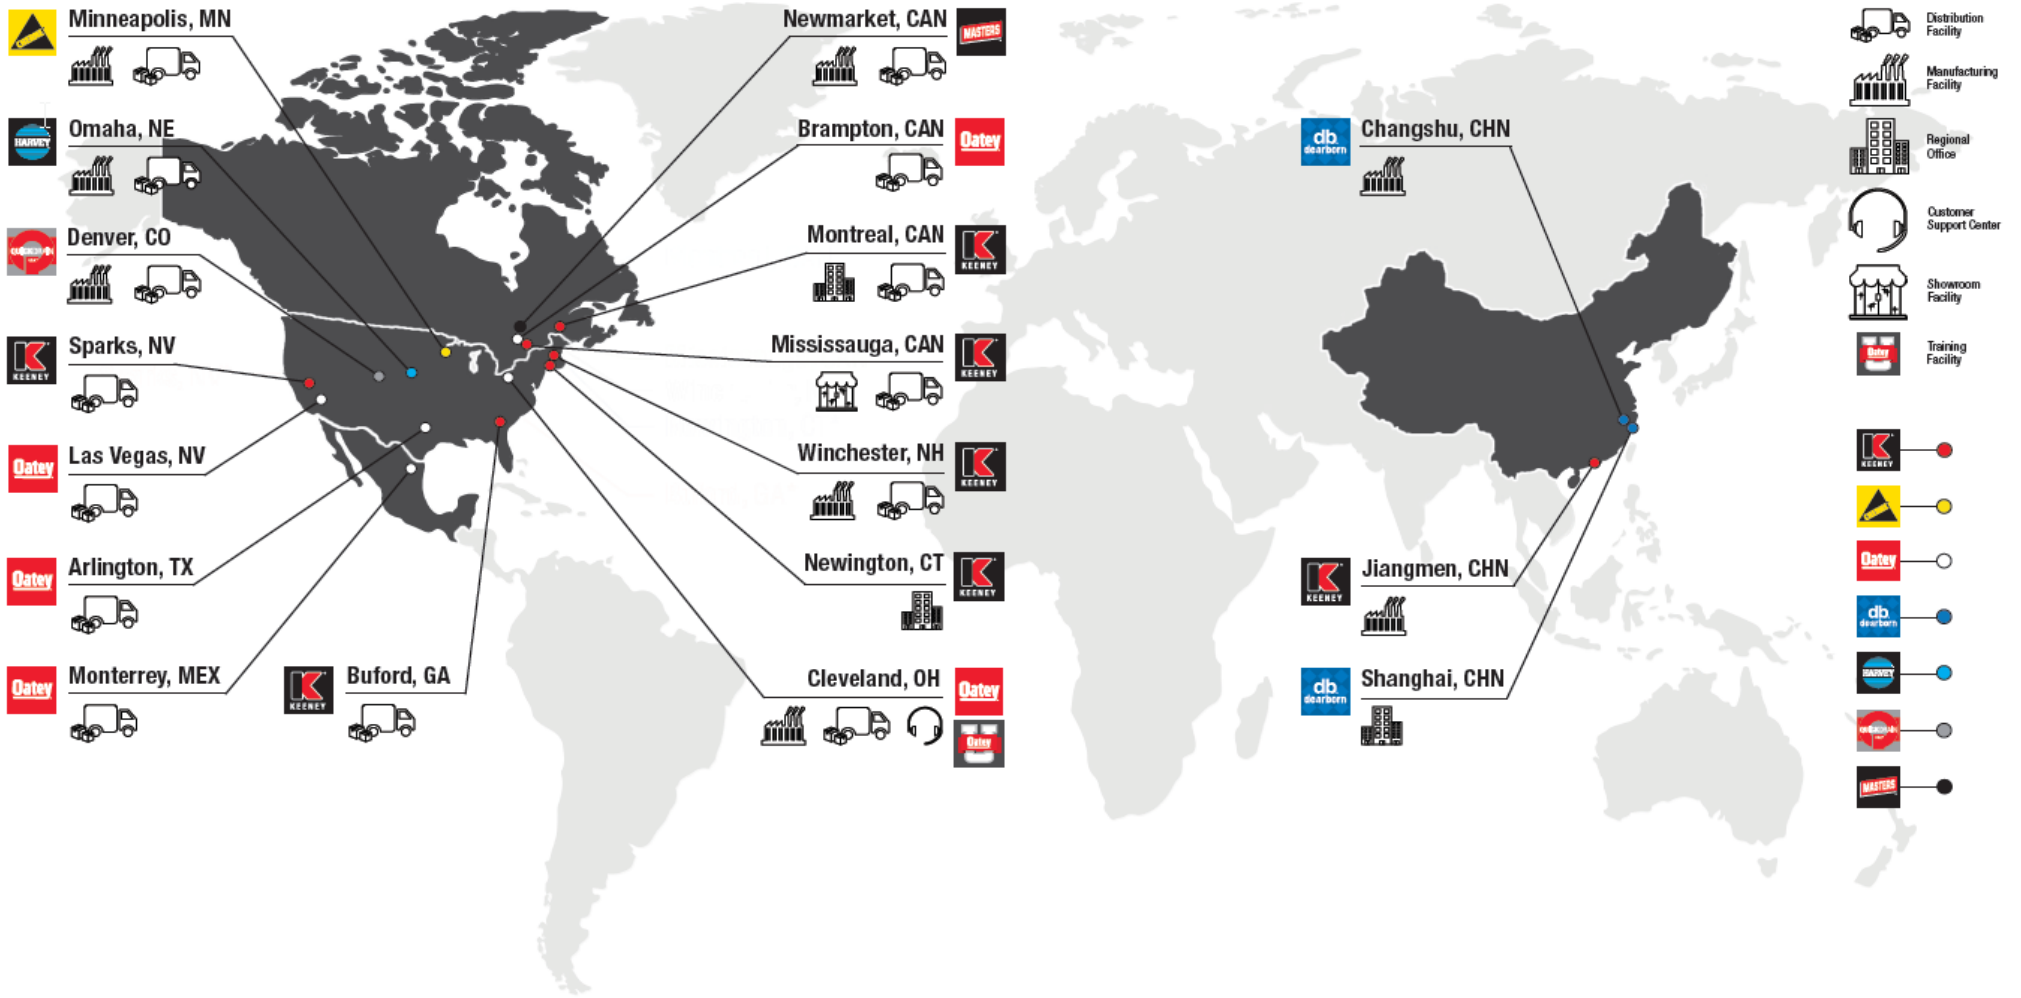 Minneapolis, MN
Omaha, NE
HARVEY
Denver, CO
Sparks, NV
KEENEY
Las Vegas, NV
Oatey
Arlington, TX
Oatey
Monterrey, MEX
Oatey
Buford, GA
KEENEY
Newmarket, CAN
MASTERS
Brampton, CAN
Oatey
Montreal, CAN
KEENEY
Mississauga, CAN
KEENEY
Winchester, NH
KEENEY
Newington, CT
KEENEY
Cleveland, OH
Oatey
Oatey
db
dearborn
Changshu, CHN
Jiangmen, CHN
KEENEY
db
dearborn
Shanghai, CHN
Distribution
Facility
Manufacturing
Facility
Regional
Office
Customer
Support Center
Showroom
Facility
Oatey
Training
Facility
KEENEY
Oatey
db
dearborn
HARVEY
MASTERS